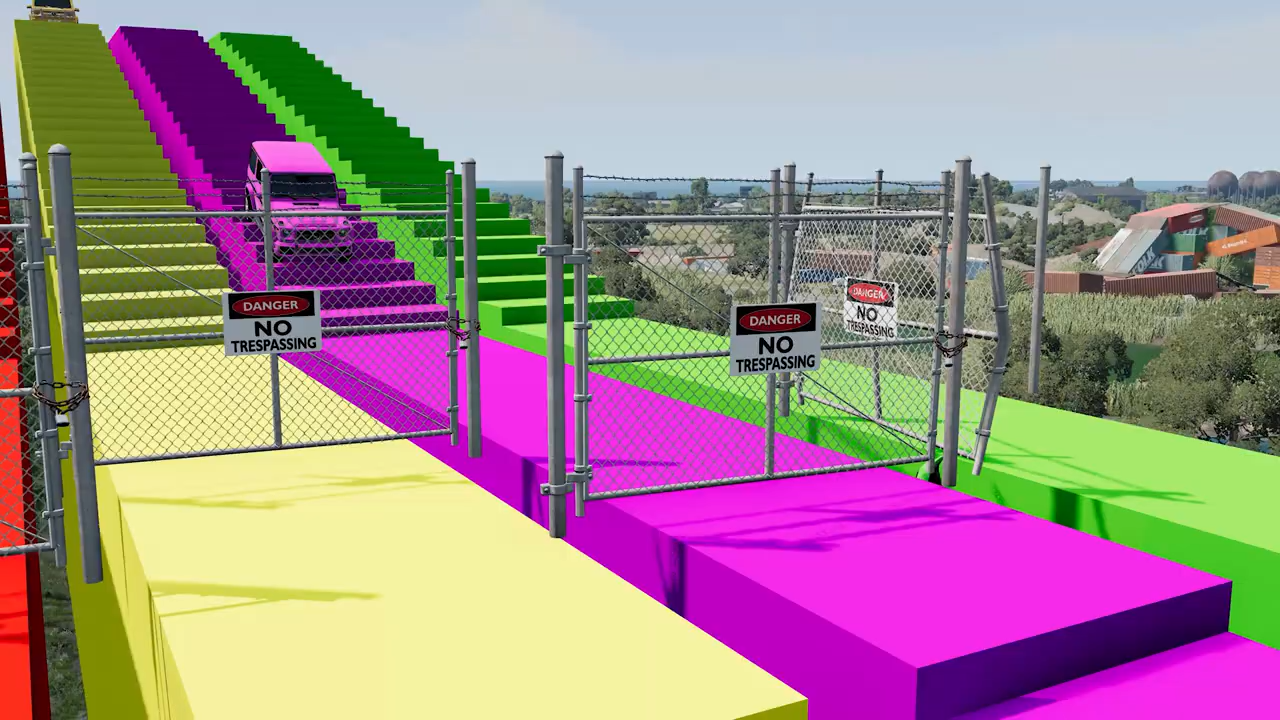 DANGER
NO
TRESPASSING
DANGER
NO
TRESPASSING
DANGER
NO
TRESPASSING